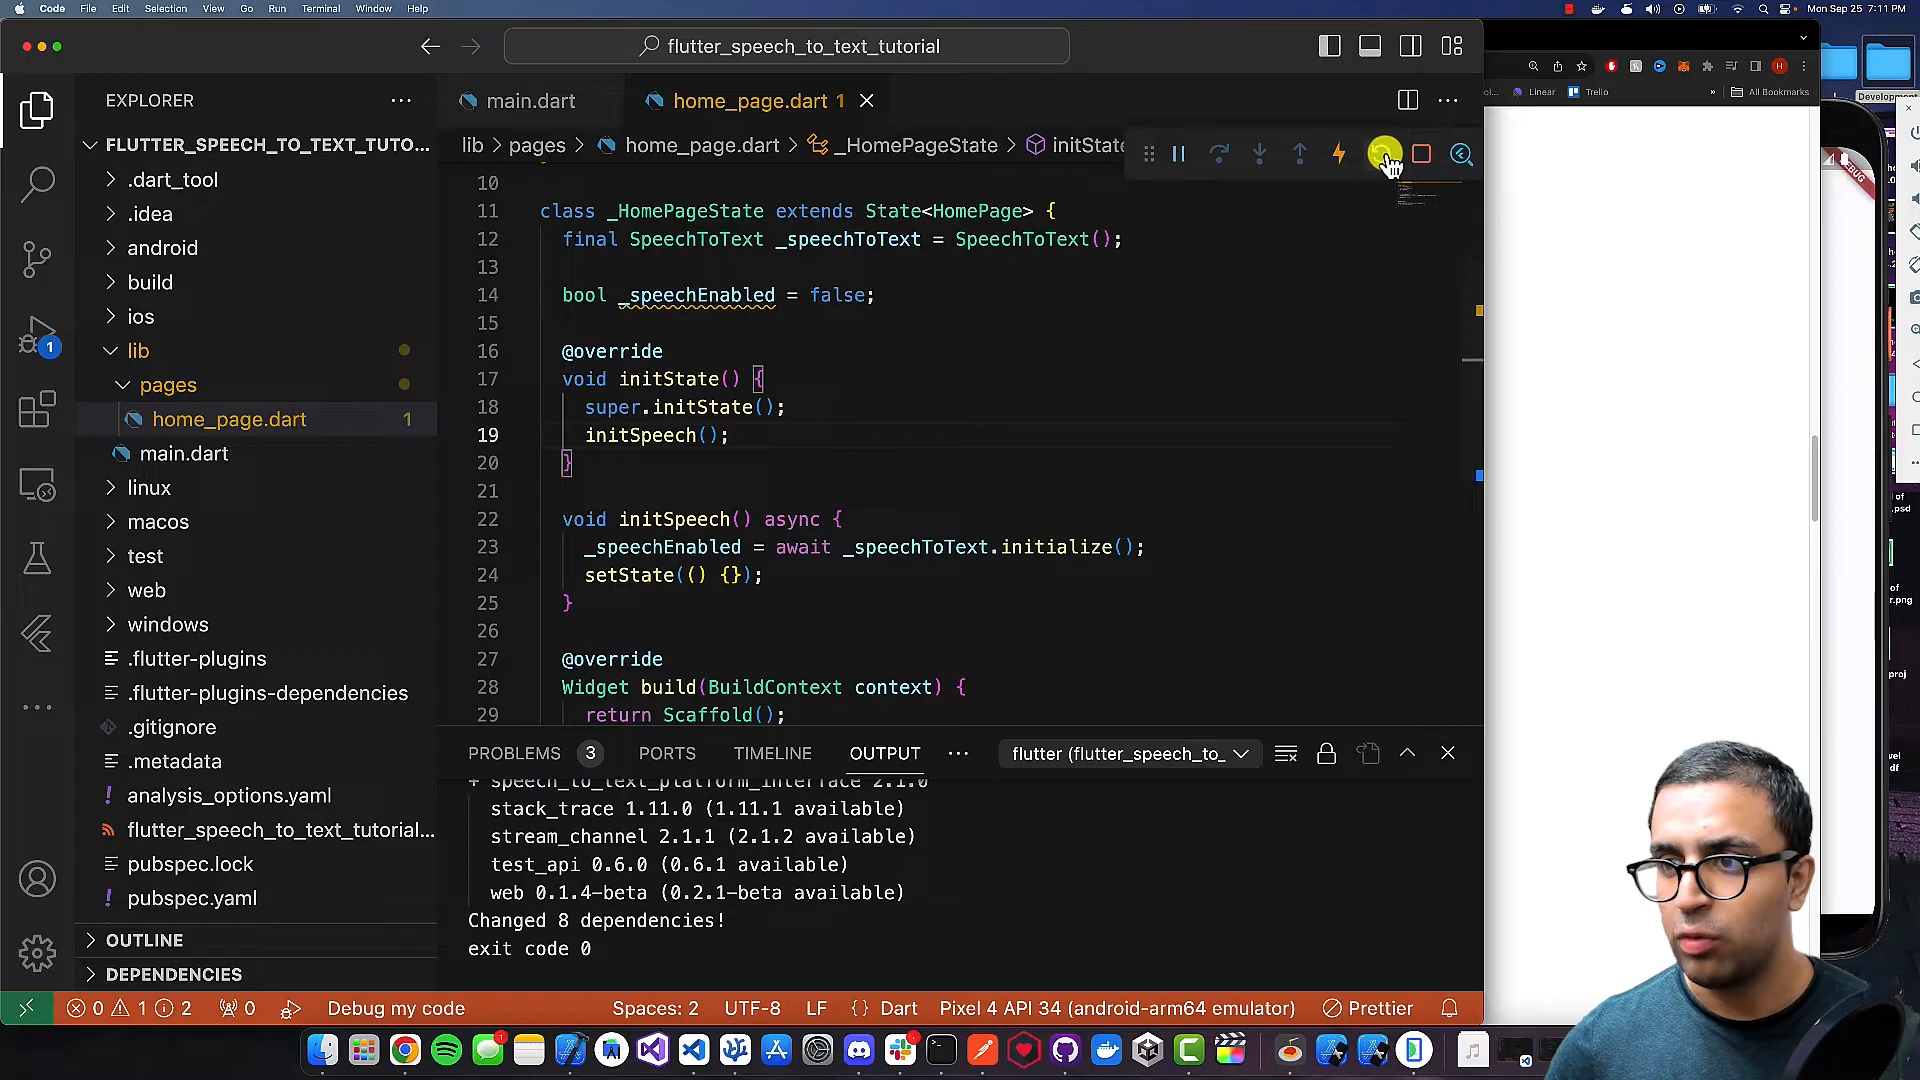 Code File Edit Selection View Go Run Terminal Window Help
Mon Sep 25 7:11 PM
flutter_speech_to_text_tutorial
EXPLORER
main.dart
home_page.dart 1
Linear Trello » All Bookmarks
Development
FLUTTER_SPEECH_TO_TEXT_TUTO...
lib > pages > home_page.dart > _HomePageState > initState
.dart_tool
.idea
android
build
ios
lib
pages
home_page.dart 1
main.dart
linux
macos
test
web
windows
.flutter-plugins
.flutter-plugins-dependencies
.gitignore
.metadata
analysis_options.yaml
flutter_speech_to_text_tutorial...
pubspec.lock
pubspec.yaml
OUTLINE
DEPENDENCIES
1
10
11 class _HomePageState extends State<HomePage> {
12 final SpeechToText _speechToText = SpeechToText();
13
14 bool _speechEnabled = false;
15
16 @override
17 void initState() {
18 super.initState();
19 initSpeech();
20 }
21
22 void initSpeech() async {
23 _speechEnabled = await _speechToText.initialize();
24 setState(() {});
25 }
26
27 @override
28 Widget build(BuildContext context) {
29 return Scaffold();
PROBLEMS 3 PORTS TIMELINE OUTPUT ... flutter (flutter_speech_to_
+ speech_to_text_platform_interface 2.1.0
stack_trace 1.11.0 (1.11.1 available)
stream_channel 2.1.1 (2.1.2 available)
test_api 0.6.0 (0.6.1 available)
web 0.1.4-beta (0.2.1-beta available)
Changed 8 dependencies!
exit code 0
0 1 2 0 Debug my code Spaces: 2 UTF-8 LF {} Dart Pixel 4 API 34 (android-arm64 emulator) Prettier